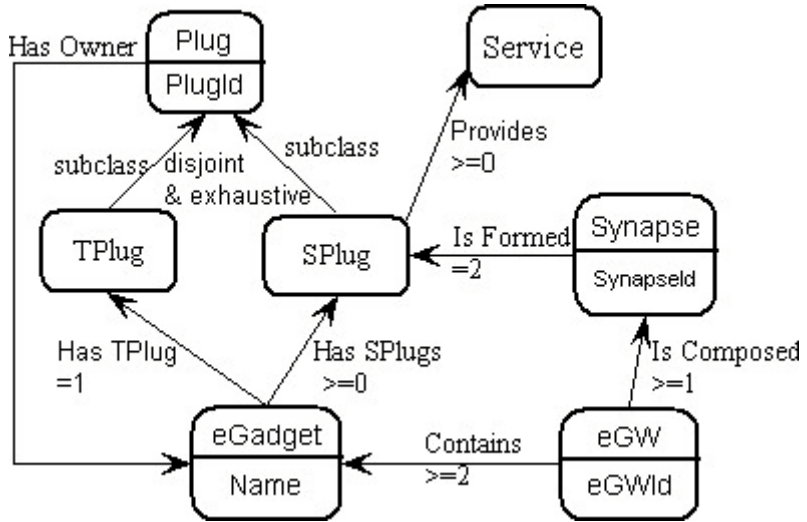 Has Owner
Plug
PlugId
Service
Provides
>=0
subclass
disjoint
& exhaustive
subclass
TPlug
SPlug
Is Formed
=2
Synapse
SynapseId
Has TPlug
=1
Has SPlugs
>=0
Is Composed
>=1
eGadget
Name
Contains
>=2
eGW
eGWId